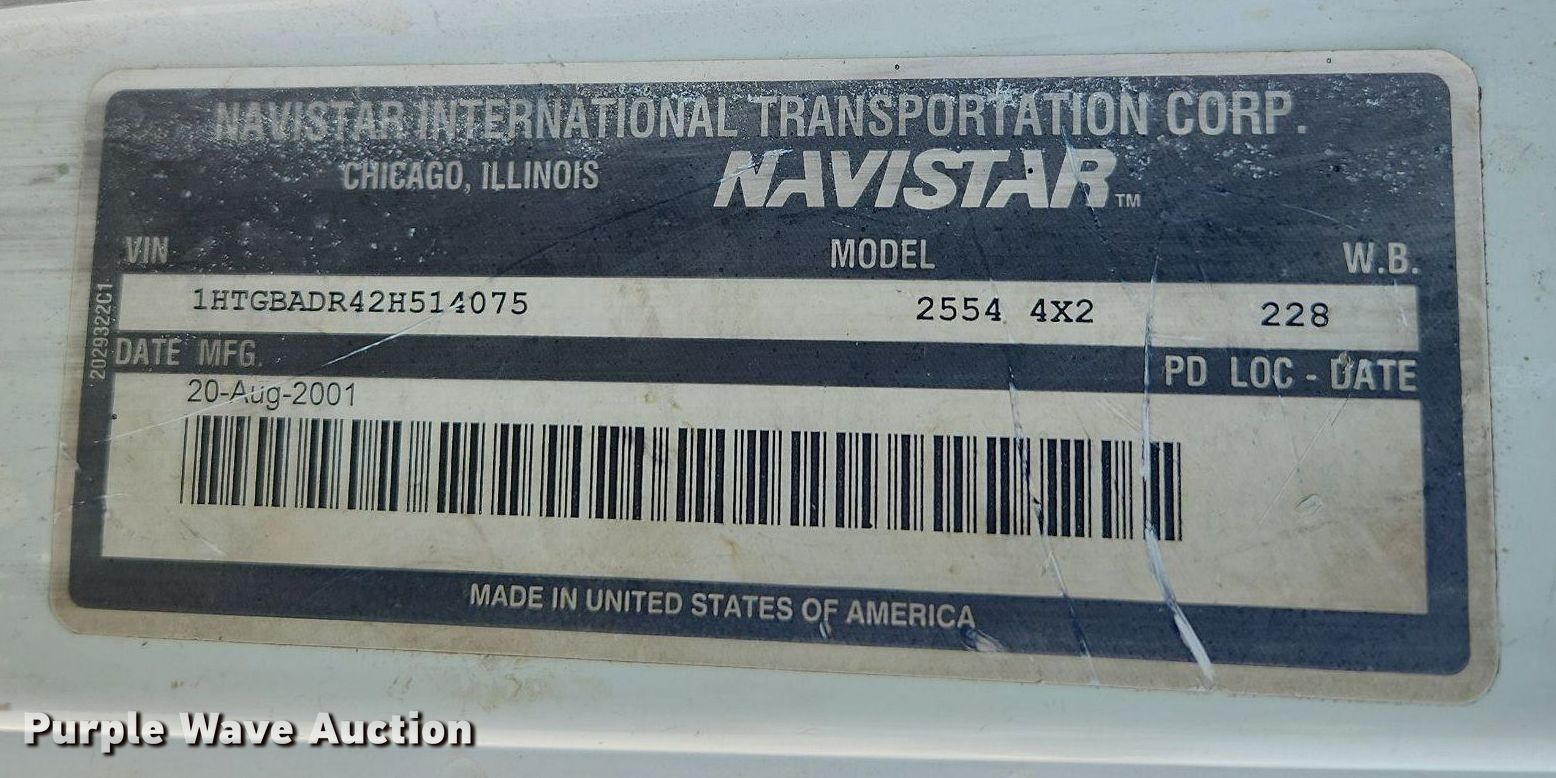 NAVISTAR INTERNATIONAL TRANSPORTATION CORP.
CHICAGO, ILLINOIS NAVISTAR™
VIN MODEL W.B.
1HTGBADR42H514075 2554 4X2 228
2029322C1
DATE MFG. PD LOC - DATE
20-Aug-2001
MADE IN UNITED STATES OF AMERICA
Purple Wave Auction